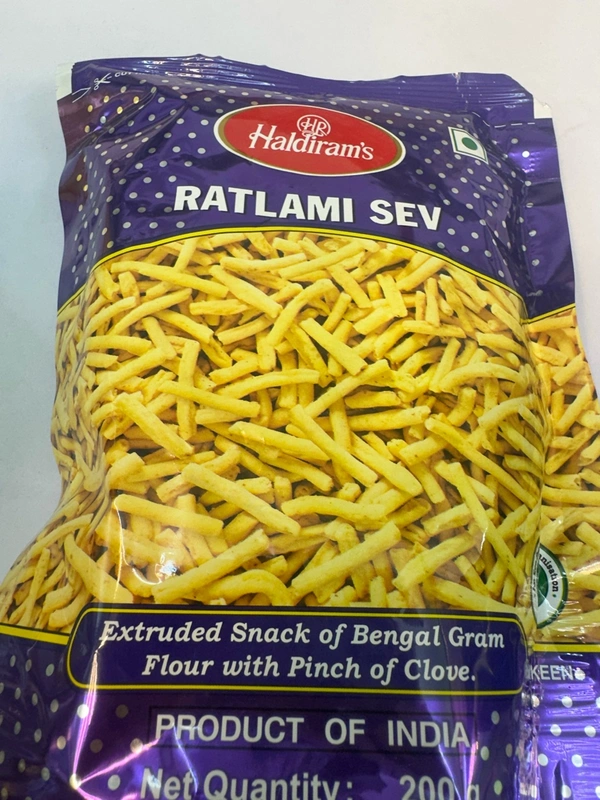 HR
Haldiram's
RATLAMI SEV
Extruded Snack of Bengal Gram
Flour with Pinch of Clove.
PRODUCT OF INDIA
Net Quantity: 200 g